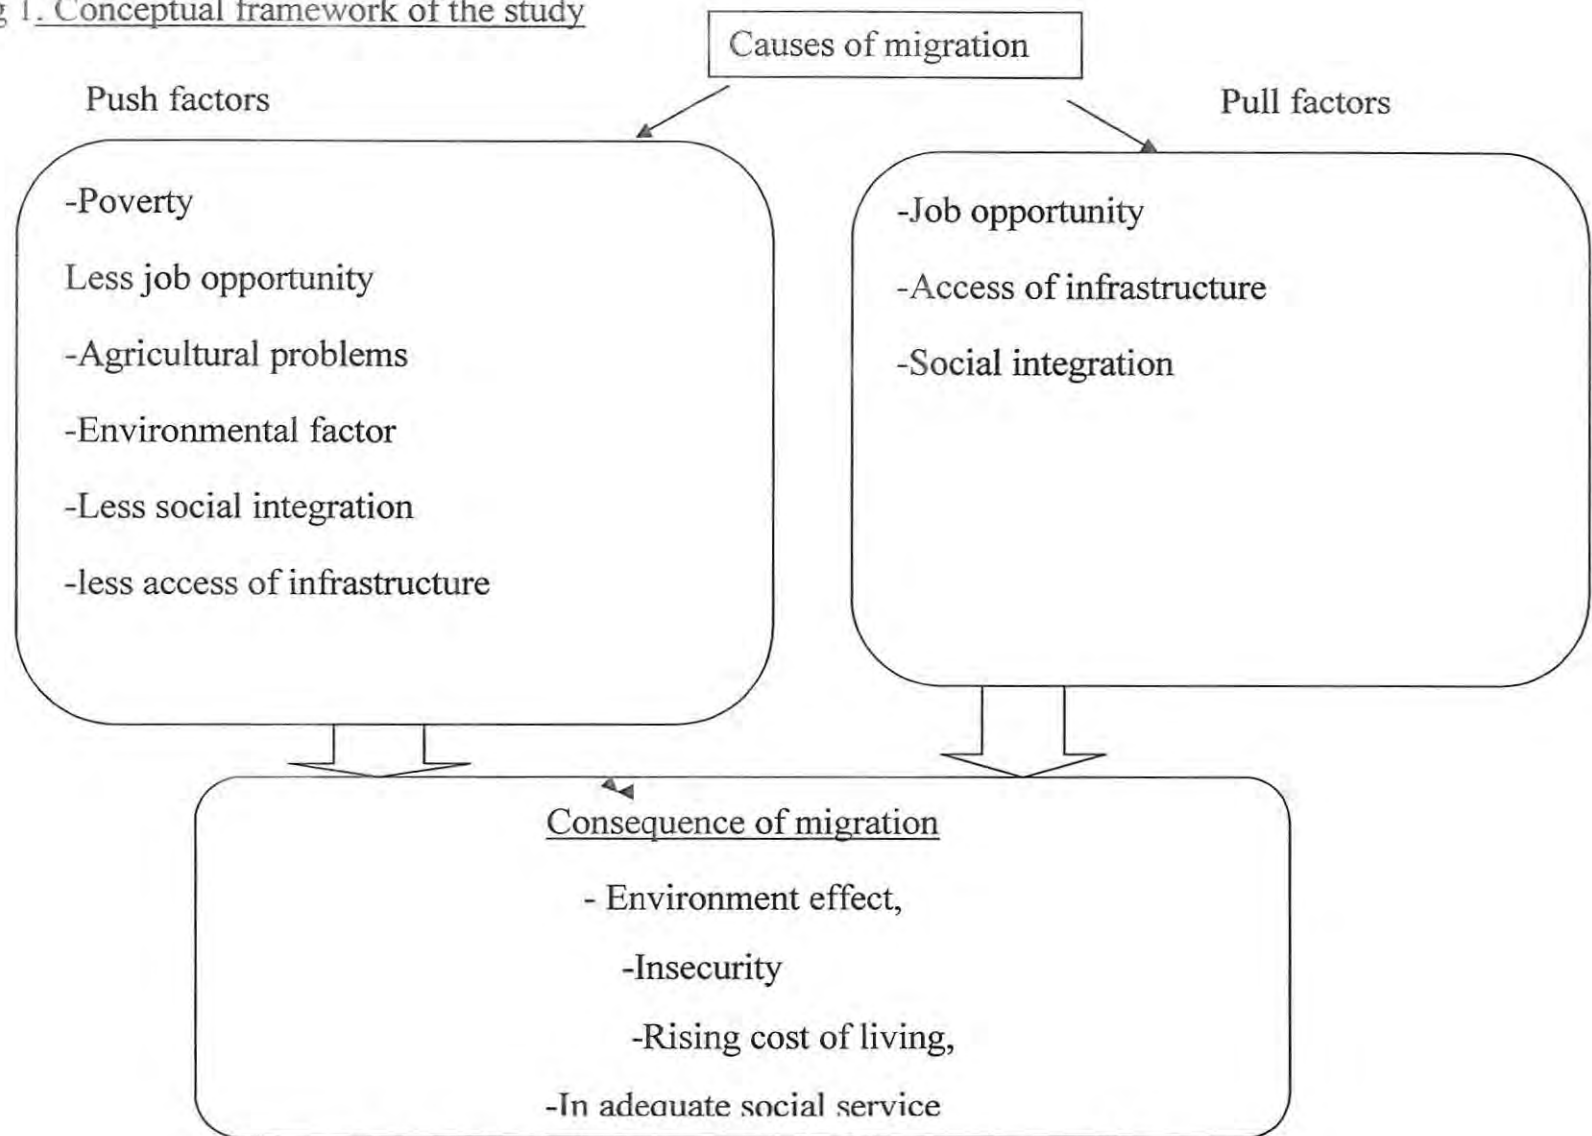 g 1. Conceptual framework of the study
Causes of migration
Push factors
Pull factors
-Poverty
Less job opportunity
-Agricultural problems
-Environmental factor
-Less social integration
-less access of infrastructure
-Job opportunity
-Access of infrastructure
-Social integration
Consequence of migration
- Environment effect,
-Insecurity
-Rising cost of living,
-In adequate social service